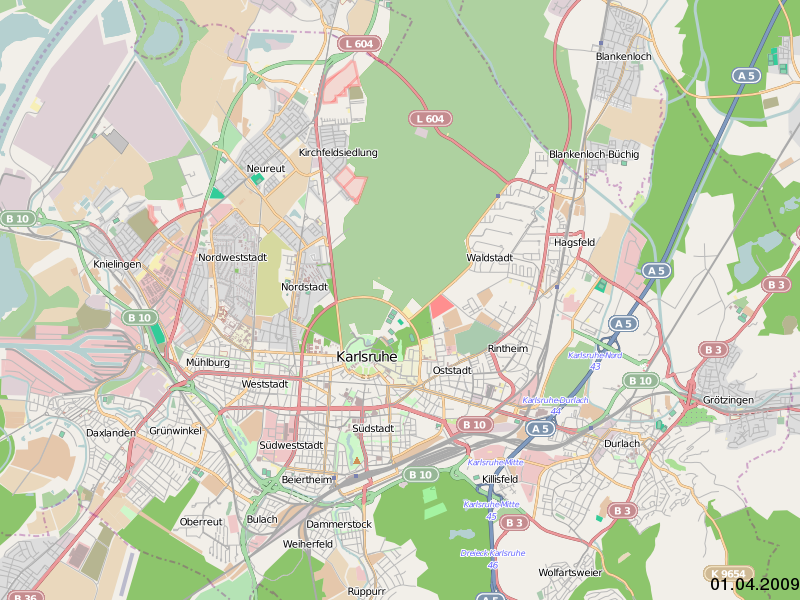 L 604
Blankenloch
A 5
L 604
Kirchfeldsiedlung
Blankenloch-Büchig
Neureut
B 10
Hagsfeld
Nordweststadt
Waldstadt
Knielingen
A 5
Nordstadt
B 3
B 10
A 5
Rintheim
B 3
Karlsruhe
Karlsruhe-Nord
43
Mühlburg
Oststadt
B 10
Weststadt
Karlsruhe-Durlach
44
Grötzingen
Daxlanden
Grünwinkel
Südstadt
B 10
A 5
Südweststadt
Durlach
Karlsruhe Mitte
B 10
Beiertheim
Killisfeld
Karlsruhe-Mitte
45
B 3
Oberreut
Bulach
Dammerstock
B 3
Weiherfeld
Dreieck Karlsruhe
46
Wolfartsweier
K 9654
01.04.2009
Rüppurr
B 36
A 5